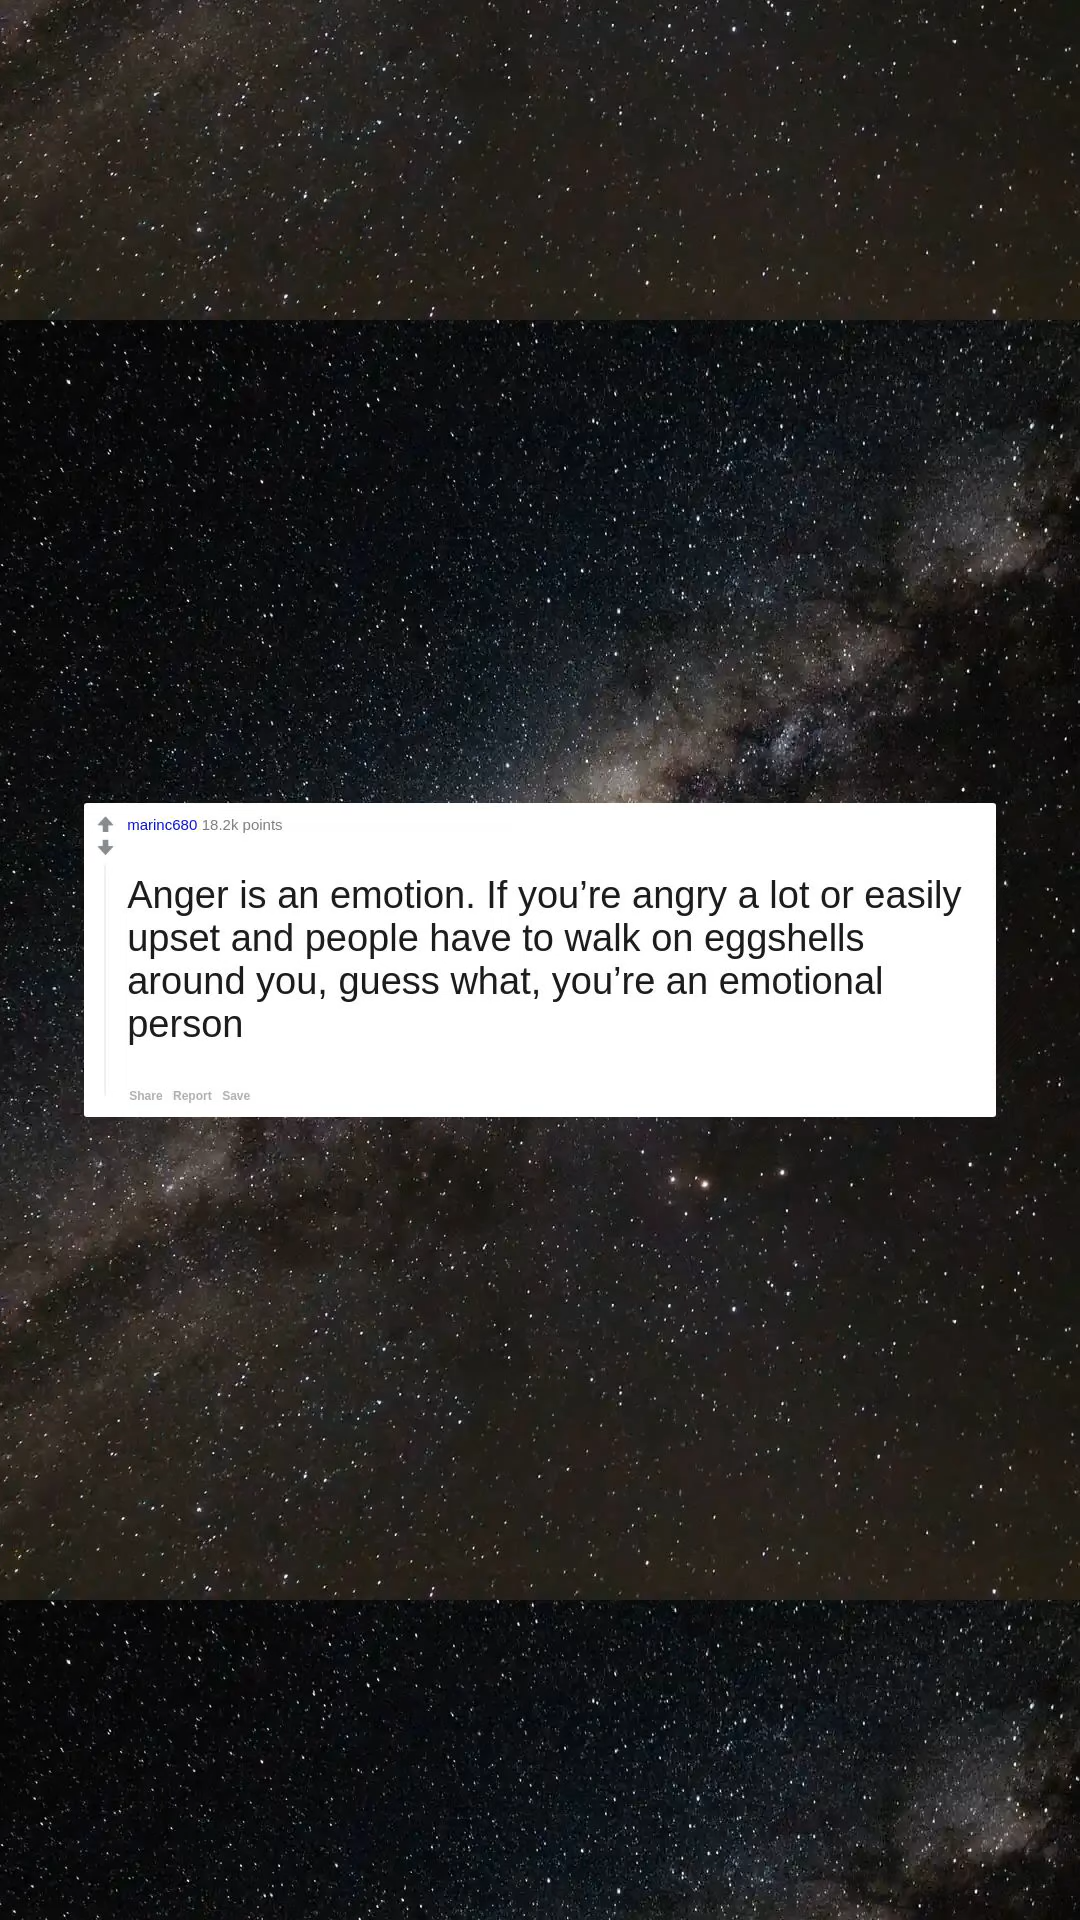 marinc680 18.2k points
Anger is an emotion. If you’re angry a lot or easily
upset and people have to walk on eggshells
around you, guess what, you’re an emotional
person
Share Report Save